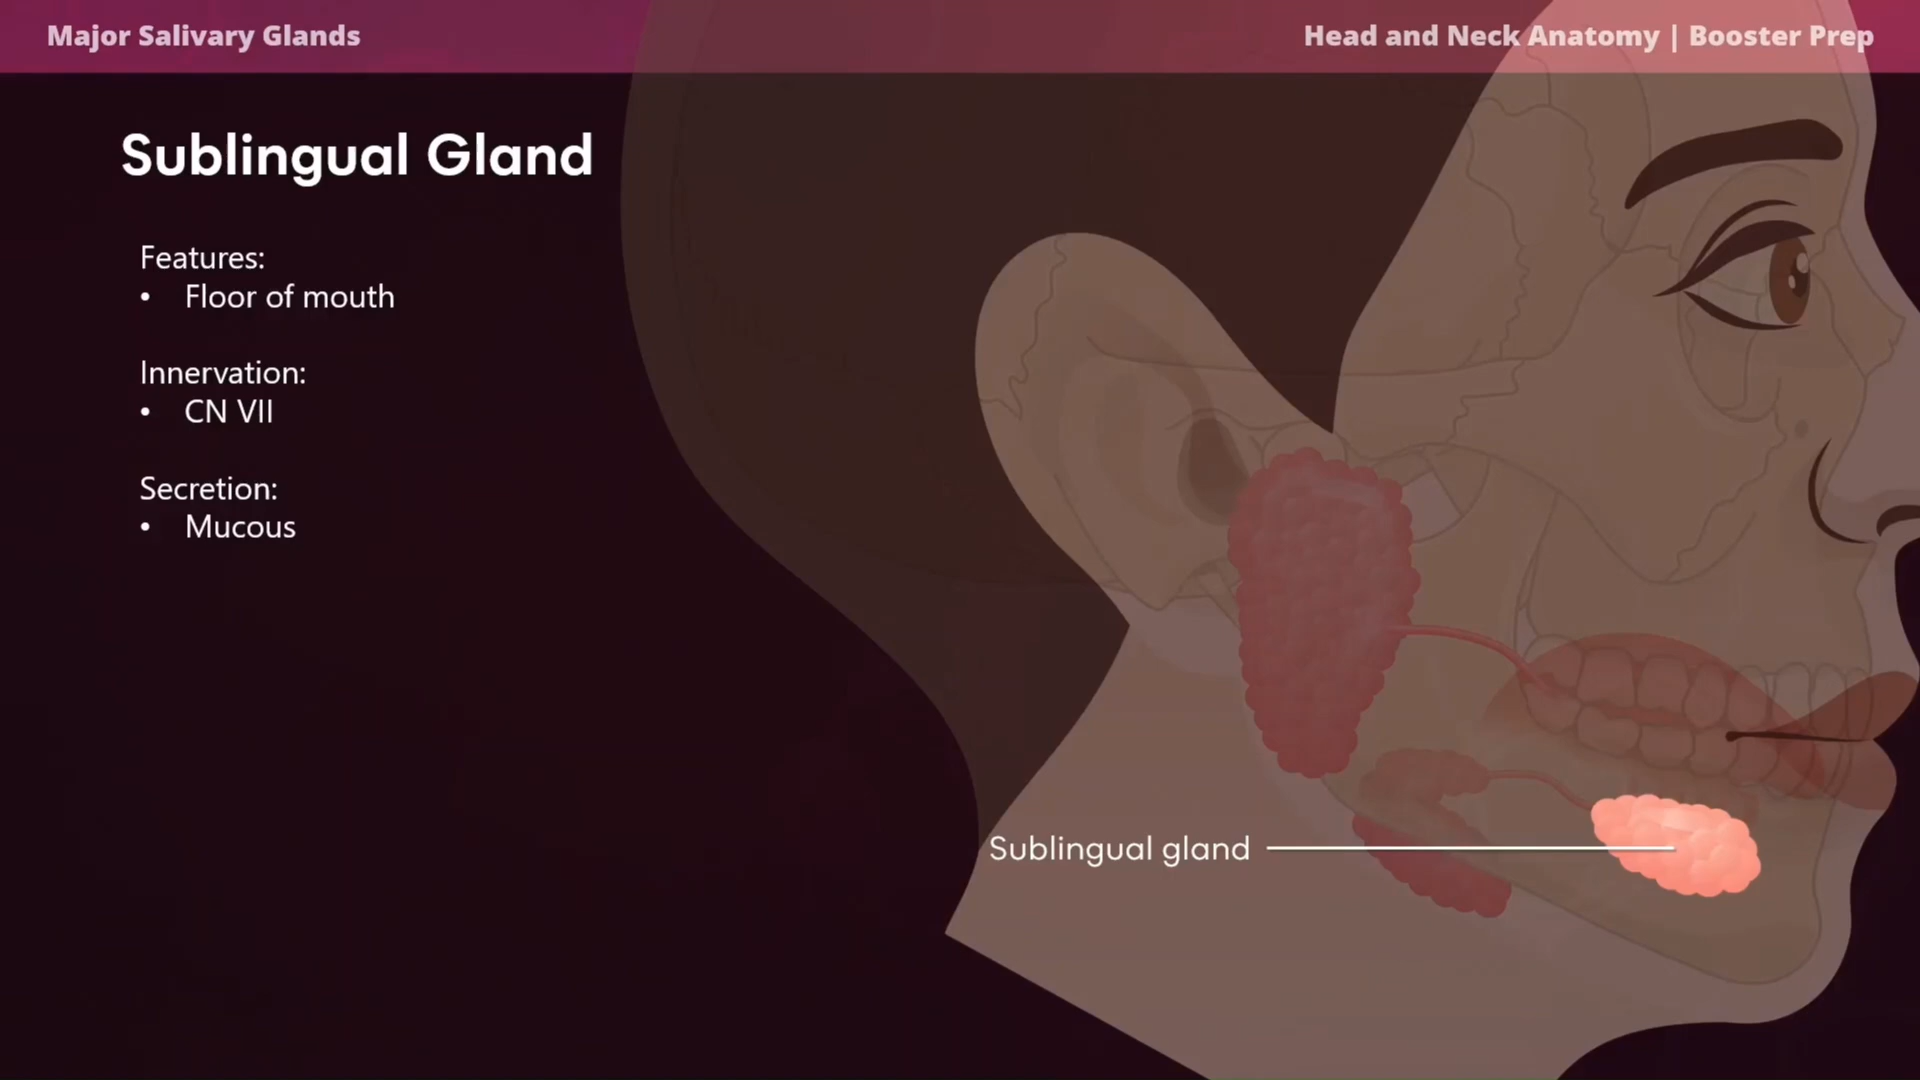 Major Salivary Glands
Head and Neck Anatomy | Booster Prep
Sublingual Gland
Features:
• Floor of mouth
Innervation:
• CN VII
Secretion:
• Mucous
Sublingual gland